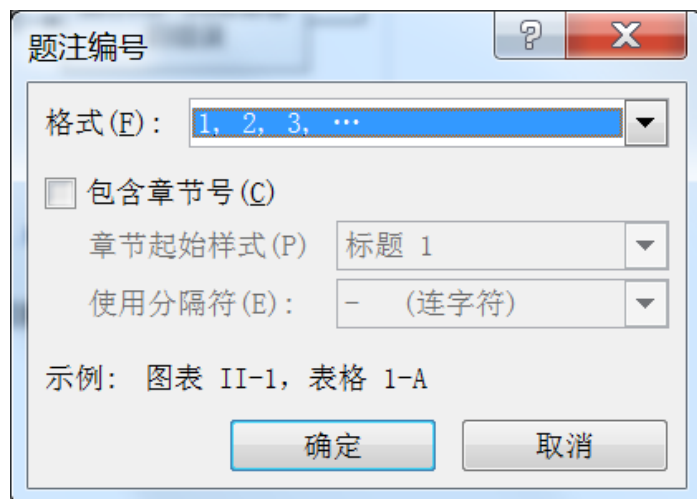 题注编号
格式(F): 1, 2, 3, …
包含章节号(C)
章节起始样式(P) 标题 1
使用分隔符(E): - (连字符)
示例: 图表 II-1, 表格 1-A
确定 取消